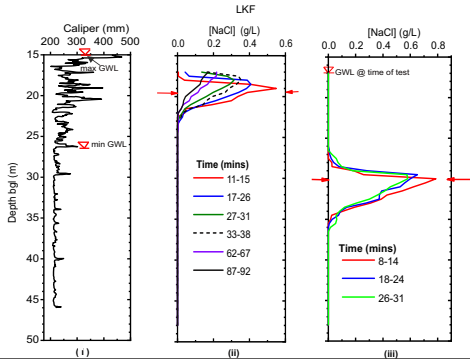 LKF
Caliper (mm)
200 300 400 500
15
20
25
30
35
40
45
50
Depth bgl (m)
max GWL
min GWL
(i)
[NaCl] (g/L)
0.0 0.2 0.4 0.6
Time (mins)
11-15
17-26
27-31
33-38
62-67
87-92
(ii)
[NaCl] (g/L)
0.0 0.2 0.4 0.6 0.8
GWL @ time of test
Time (mins)
8-14
18-24
26-31
(iii)